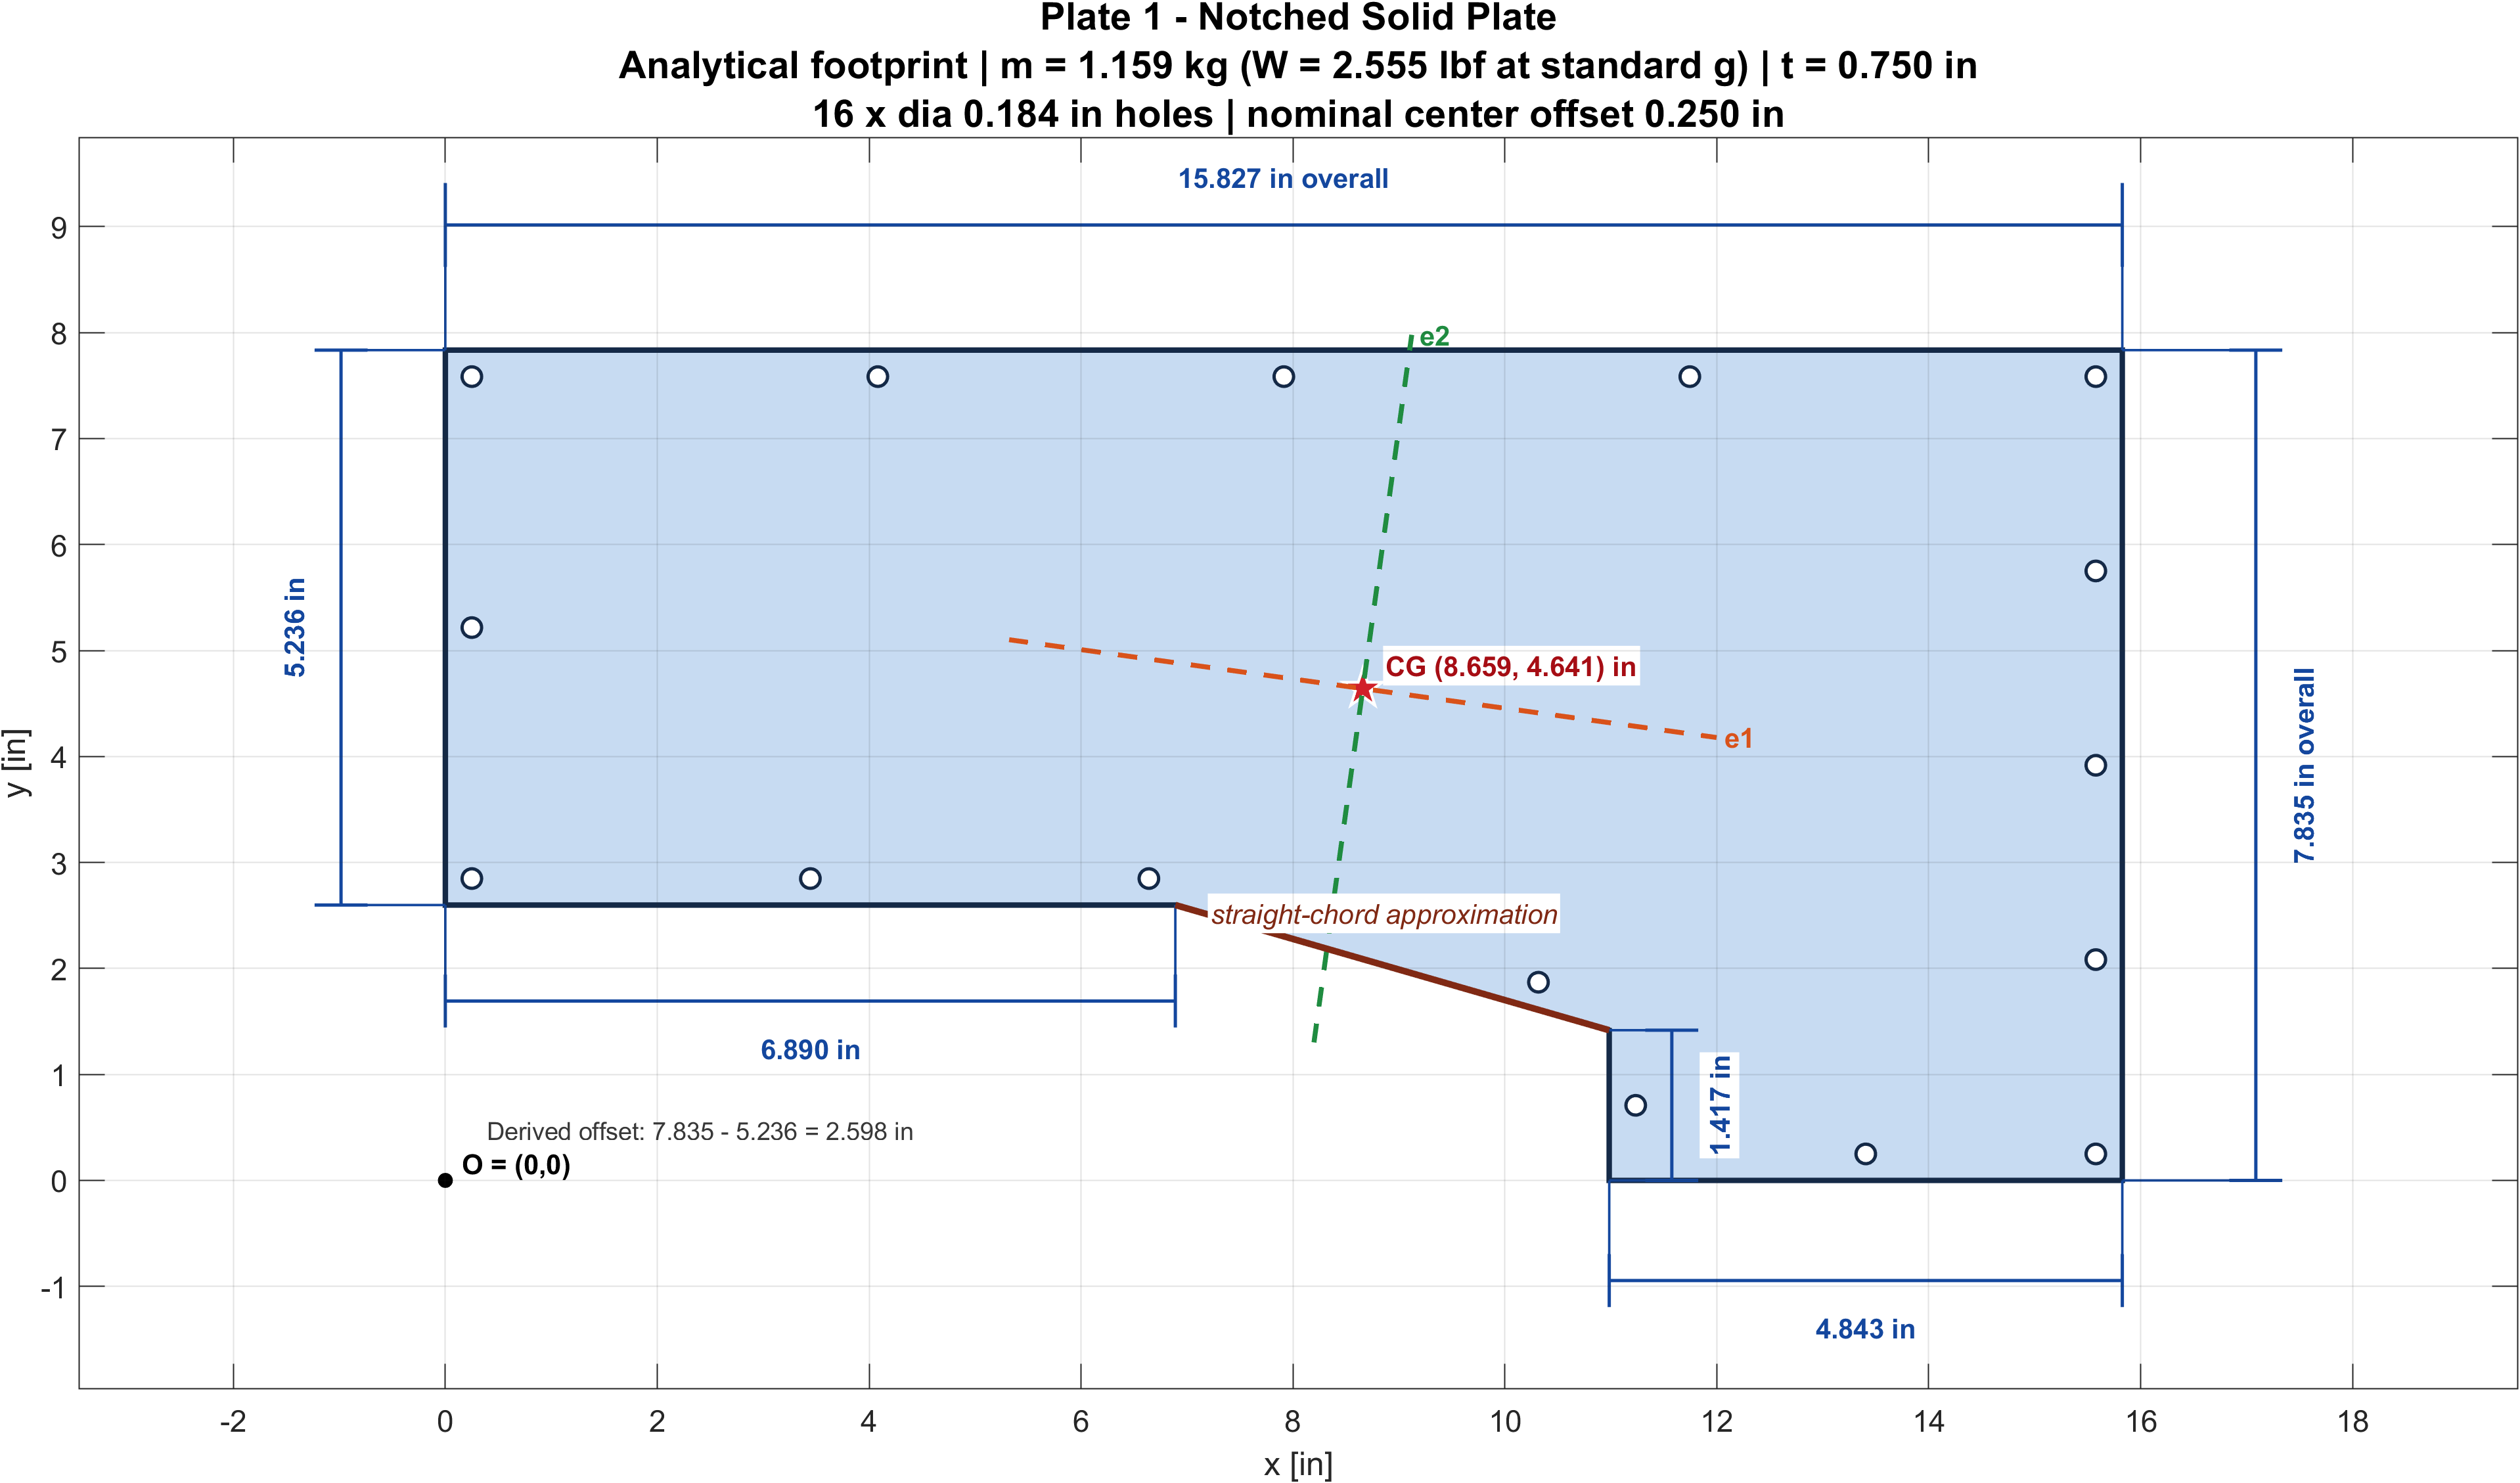 Plate 1 - Notched Solid Plate
Analytical footprint | m = 1.159 kg (W = 2.555 lbf at standard g) | t = 0.750 in
16 x dia 0.184 in holes | nominal center offset 0.250 in
15.827 in overall
9
8
7
6
5
4
3
2
1
0
-1
y [in]
e2
5.236 in
CG (8.659, 4.641) in
e1
7.835 in overall
straight-chord approximation
6.890 in
1.417 in
Derived offset: 7.835 - 5.236 = 2.598 in
O = (0,0)
4.843 in
-2
0
2
4
6
8
10
12
14
16
18
x [in]